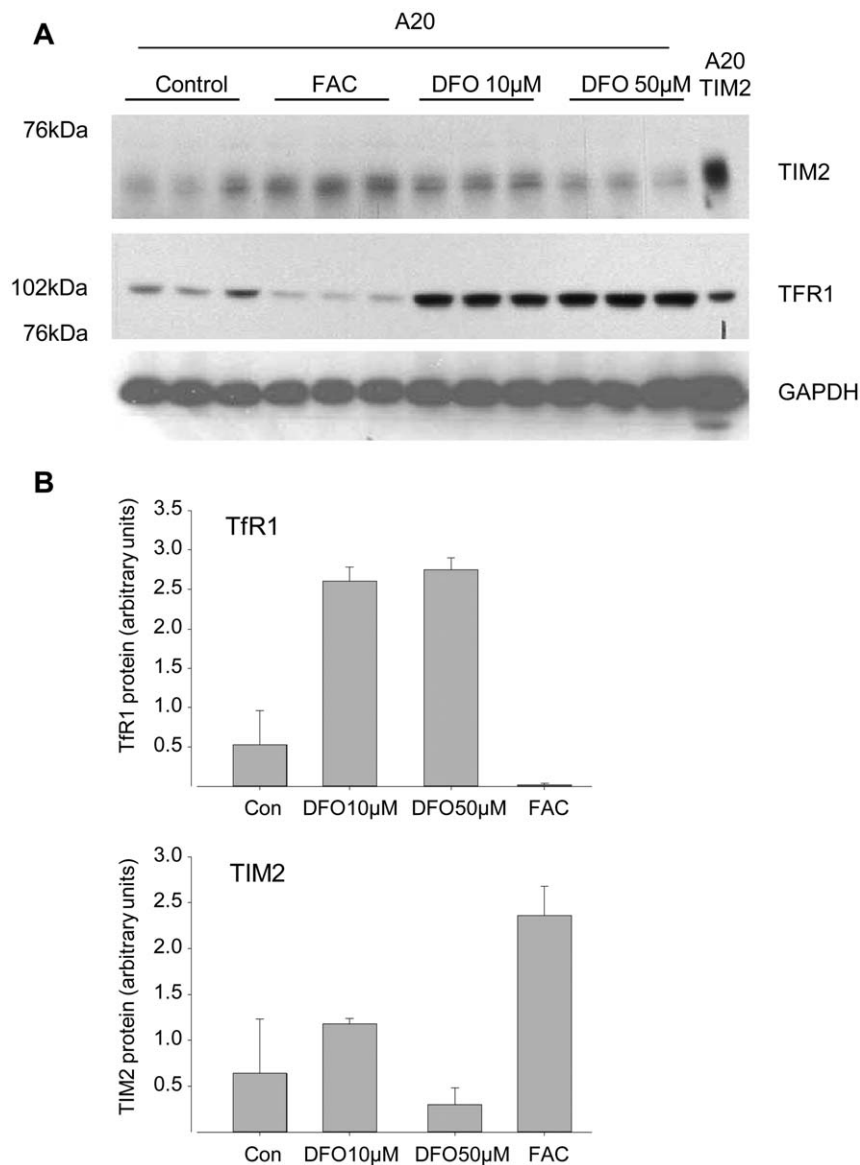 A
A20
Control FAC DFO 10µM DFO 50µM A20 TIM2
76kDa
TIM2
102kDa
TFR1
76kDa
GAPDH
B
TfR1
TfR1 protein (arbitrary units)
3.5
3.0
2.5
2.0
1.5
1.0
0.5
Con DFO10µM DFO50µM FAC
TIM2
TIM2 protein (arbitrary units)
3.0
2.5
2.0
1.5
1.0
0.5
Con DFO10µM DFO50µM FAC